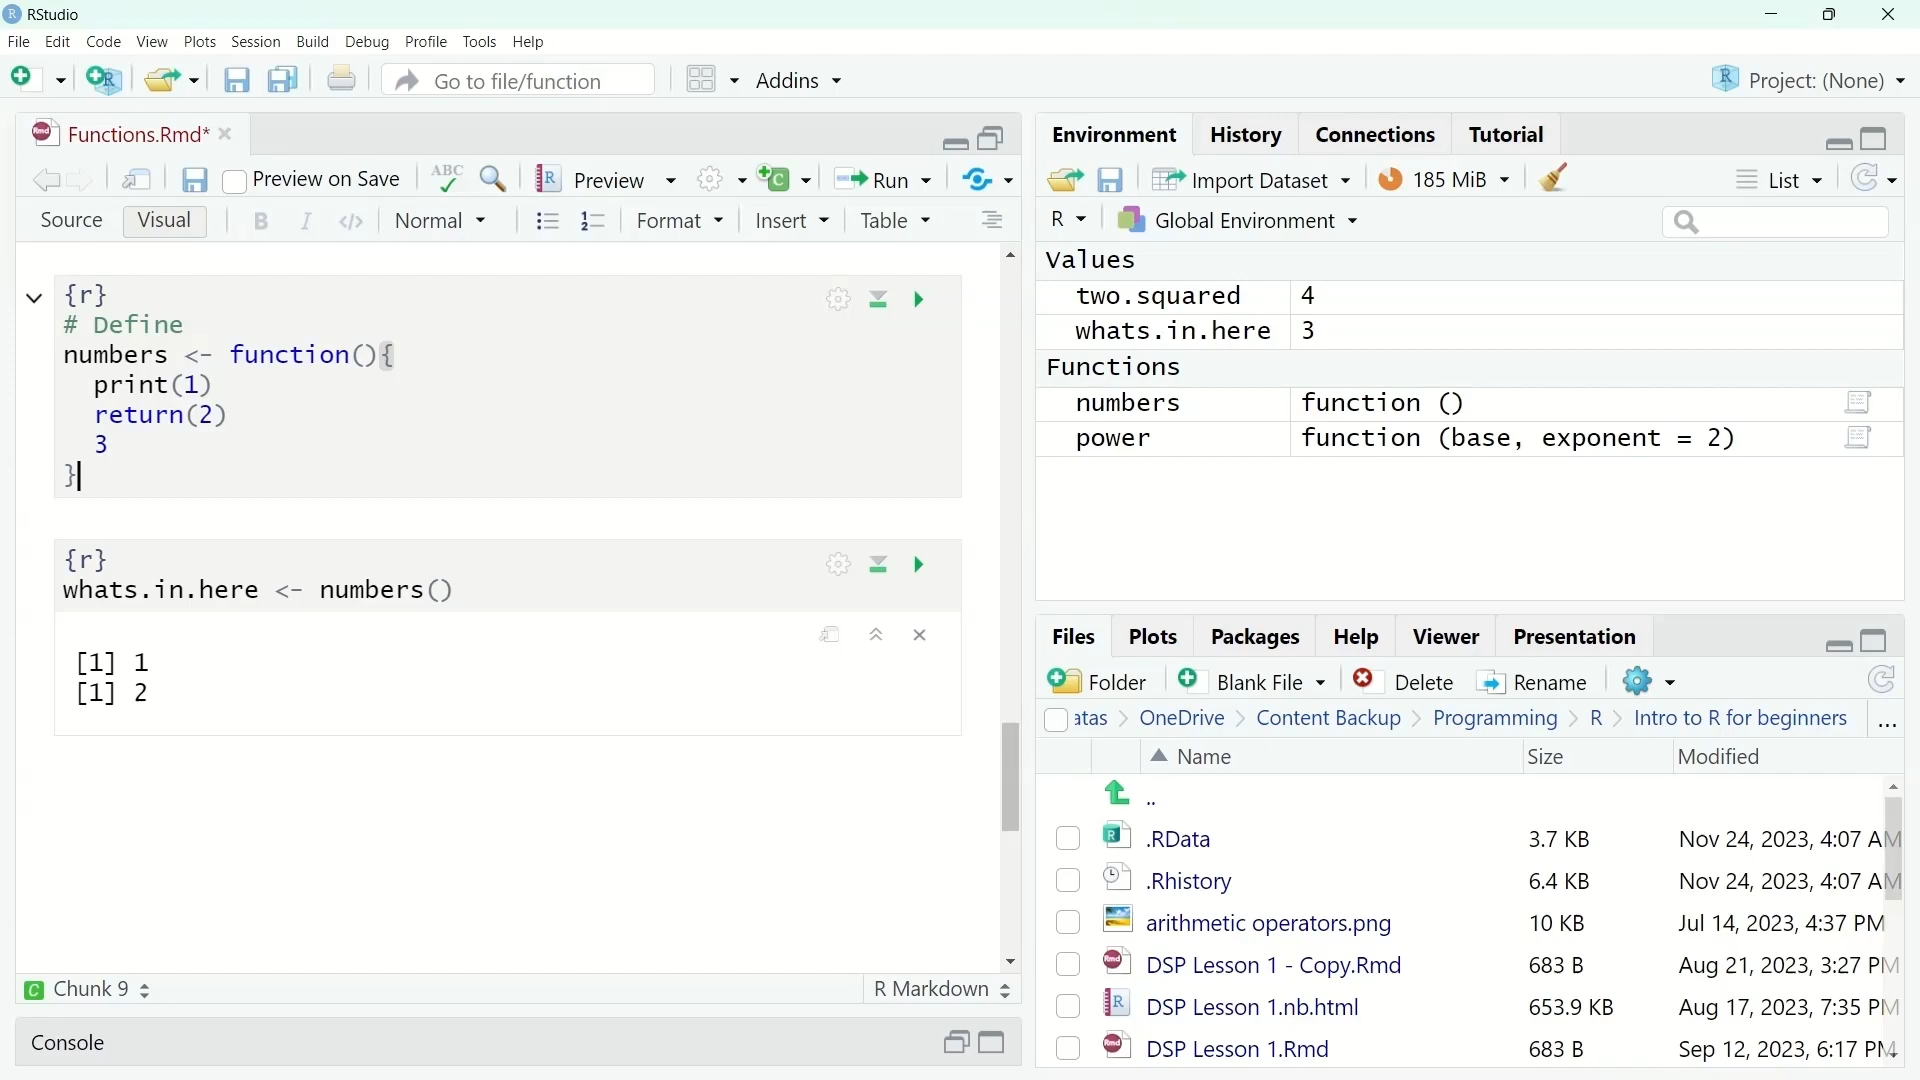 RStudio
File Edit Code View Plots Session Build Debug Profile Tools Help
Go to file/function Addins Project: (None)
Functions.Rmd*
Preview on Save ABC Preview Run
Source Visual B I </> Normal Format Insert Table
{r}
# Define
numbers <- function(){
print(1)
return(2)
3
}
{r}
whats.in.here <- numbers()
[1] 1
[1] 2
Chunk 9 R Markdown
Console
Environment History Connections Tutorial
Import Dataset 185 MiB List
R Global Environment
Values
two.squared 4
whats.in.here 3
Functions
numbers function ()
power function (base, exponent = 2)
Files Plots Packages Help Viewer Presentation
Folder Blank File Delete Rename
atas OneDrive Content Backup Programming R Intro to R for beginners ...
Name Size Modified
..
.RData 3.7 KB Nov 24, 2023, 4:07 AM
.Rhistory 6.4 KB Nov 24, 2023, 4:07 AM
arithmetic operators.png 10 KB Jul 14, 2023, 4:37 PM
DSP Lesson 1 - Copy.Rmd 683 B Aug 21, 2023, 3:27 PM
DSP Lesson 1.nb.html 653.9 KB Aug 17, 2023, 7:35 PM
DSP Lesson 1.Rmd 683 B Sep 12, 2023, 6:17 PM